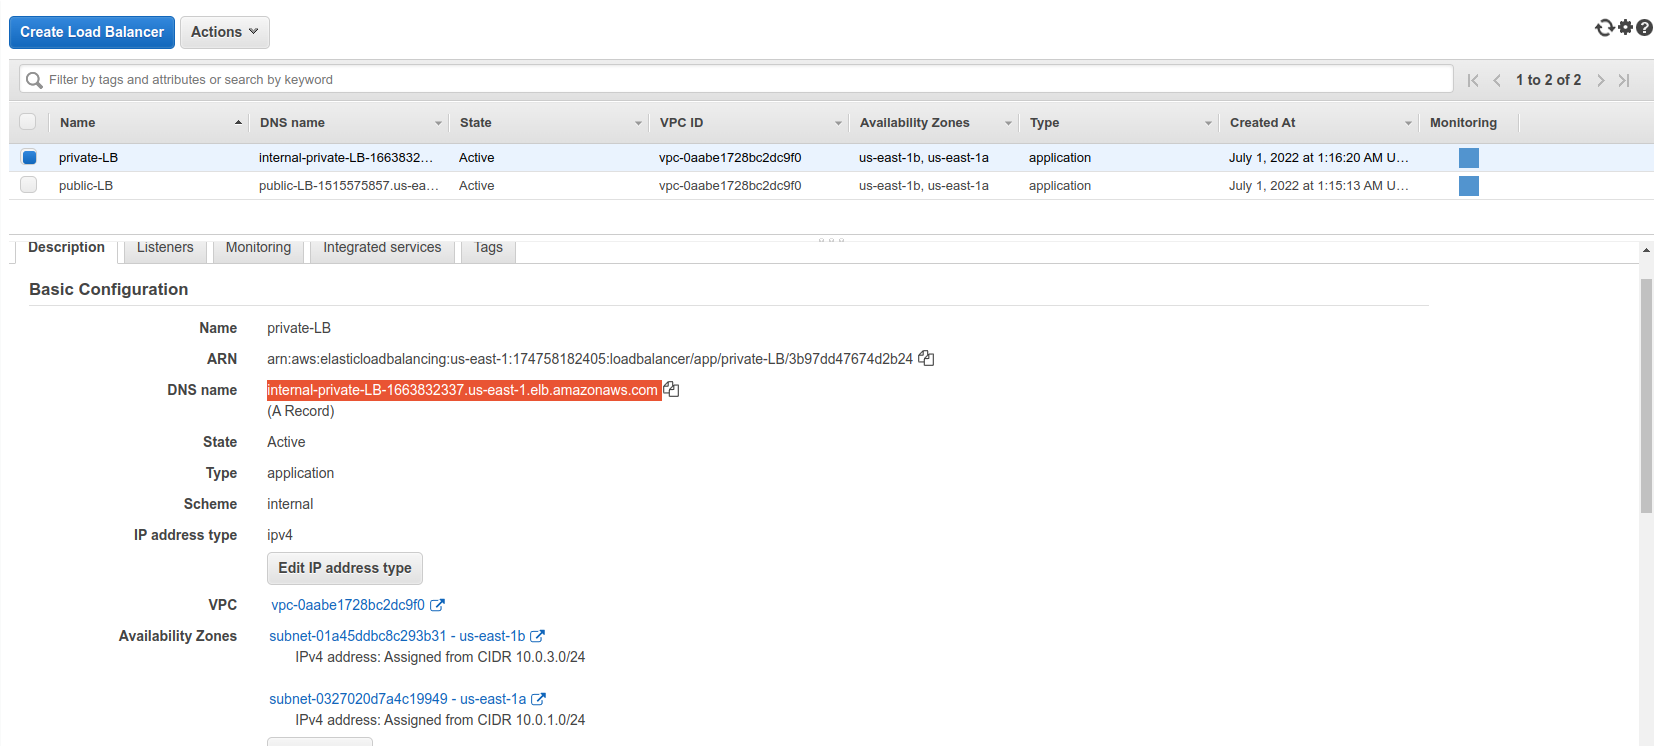 Create Load Balancer Actions
Filter by tags and attributes or search by keyword 1 to 2 of 2
Name DNS name State VPC ID Availability Zones Type Created At Monitoring
private-LB internal-private-LB-1663832... Active vpc-0aabe1728bc2dc9f0 us-east-1b, us-east-1a application July 1, 2022 at 1:16:20 AM U...
public-LB public-LB-1515575857.us-ea... Active vpc-0aabe1728bc2dc9f0 us-east-1b, us-east-1a application July 1, 2022 at 1:15:13 AM U...
Description Listeners Monitoring Integrated services Tags
Basic Configuration
Name private-LB
ARN arn:aws:elasticloadbalancing:us-east-1:174758182405:loadbalancer/app/private-LB/3b97dd47674d2b24
DNS name internal-private-LB-1663832337.us-east-1.elb.amazonaws.com
(A Record)
State Active
Type application
Scheme internal
IP address type ipv4
Edit IP address type
VPC vpc-0aabe1728bc2dc9f0
Availability Zones subnet-01a45ddbc8c293b31 - us-east-1b
IPv4 address: Assigned from CIDR 10.0.3.0/24
subnet-0327020d7a4c19949 - us-east-1a
IPv4 address: Assigned from CIDR 10.0.1.0/24